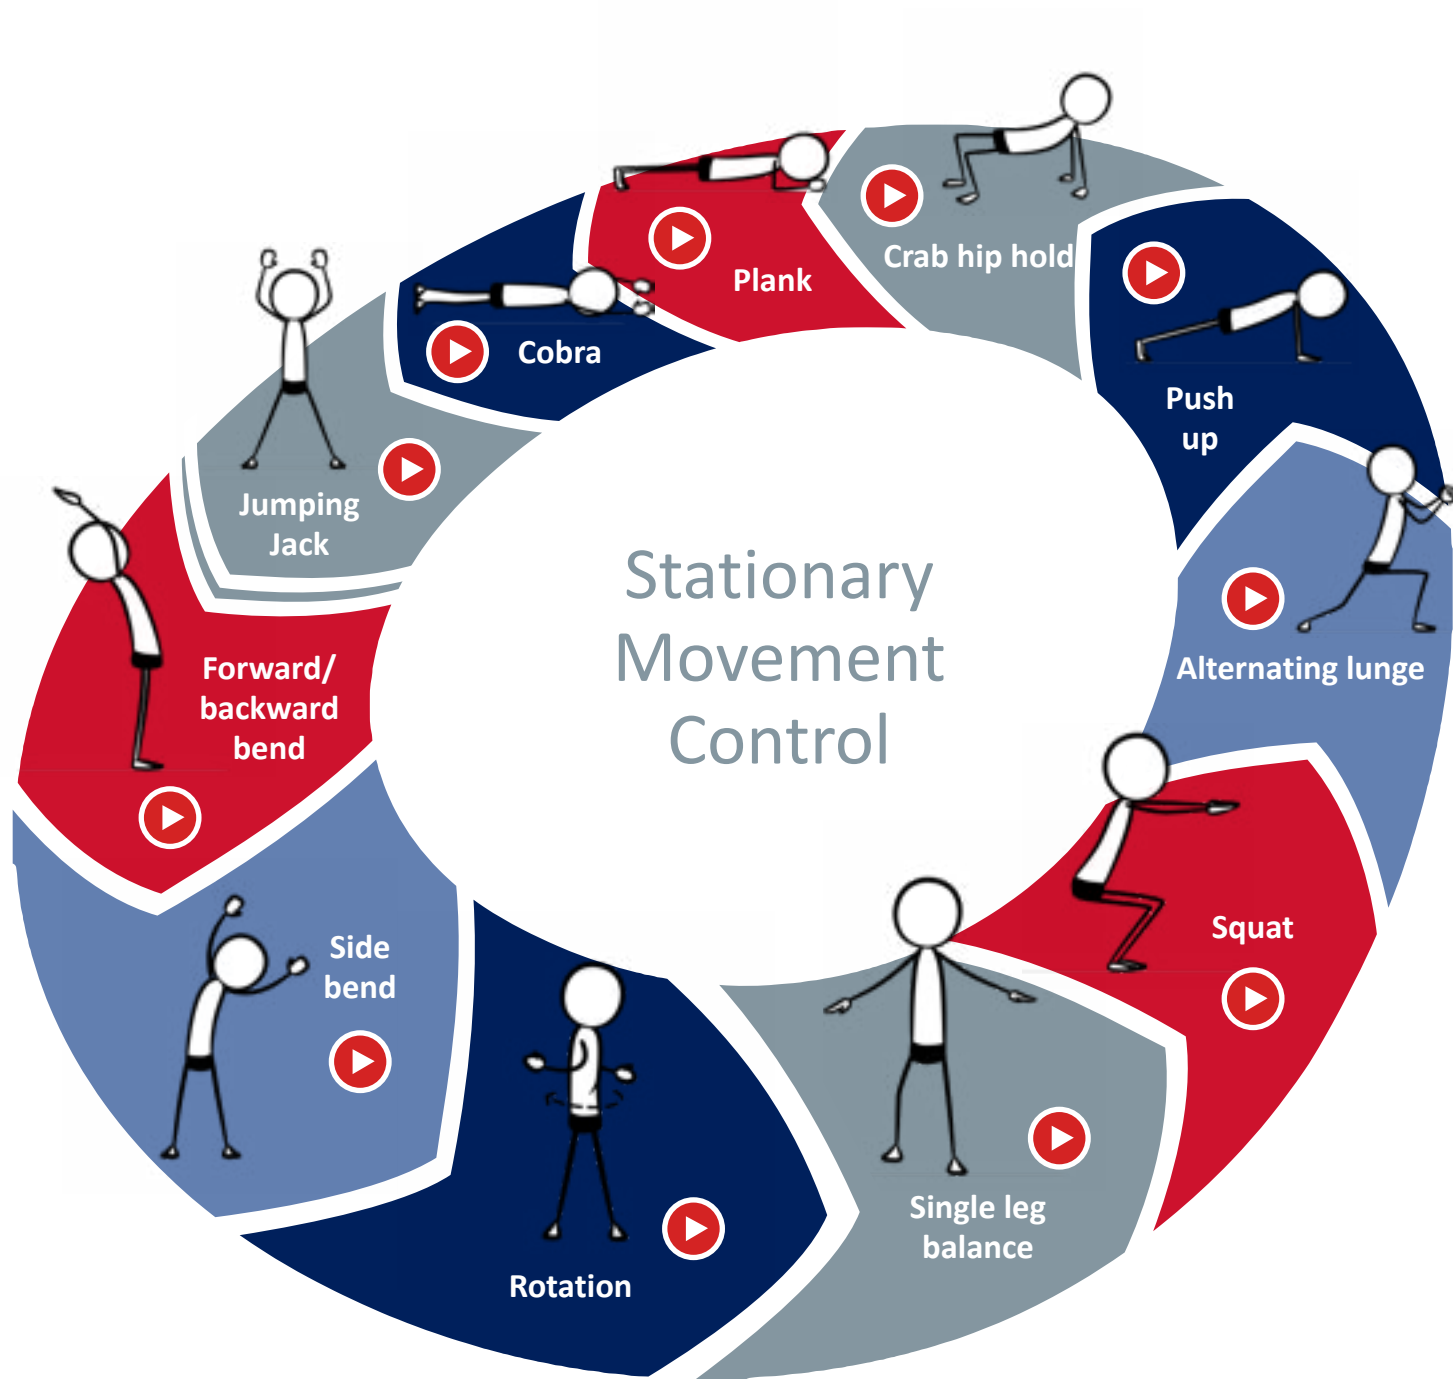 Crab hip hold
Plank
Push
up
Cobra
Jumping
Jack
Stationary
Movement
Control
Alternating lunge
Forward/
backward
bend
Squat
Side
bend
Single leg
balance
Rotation